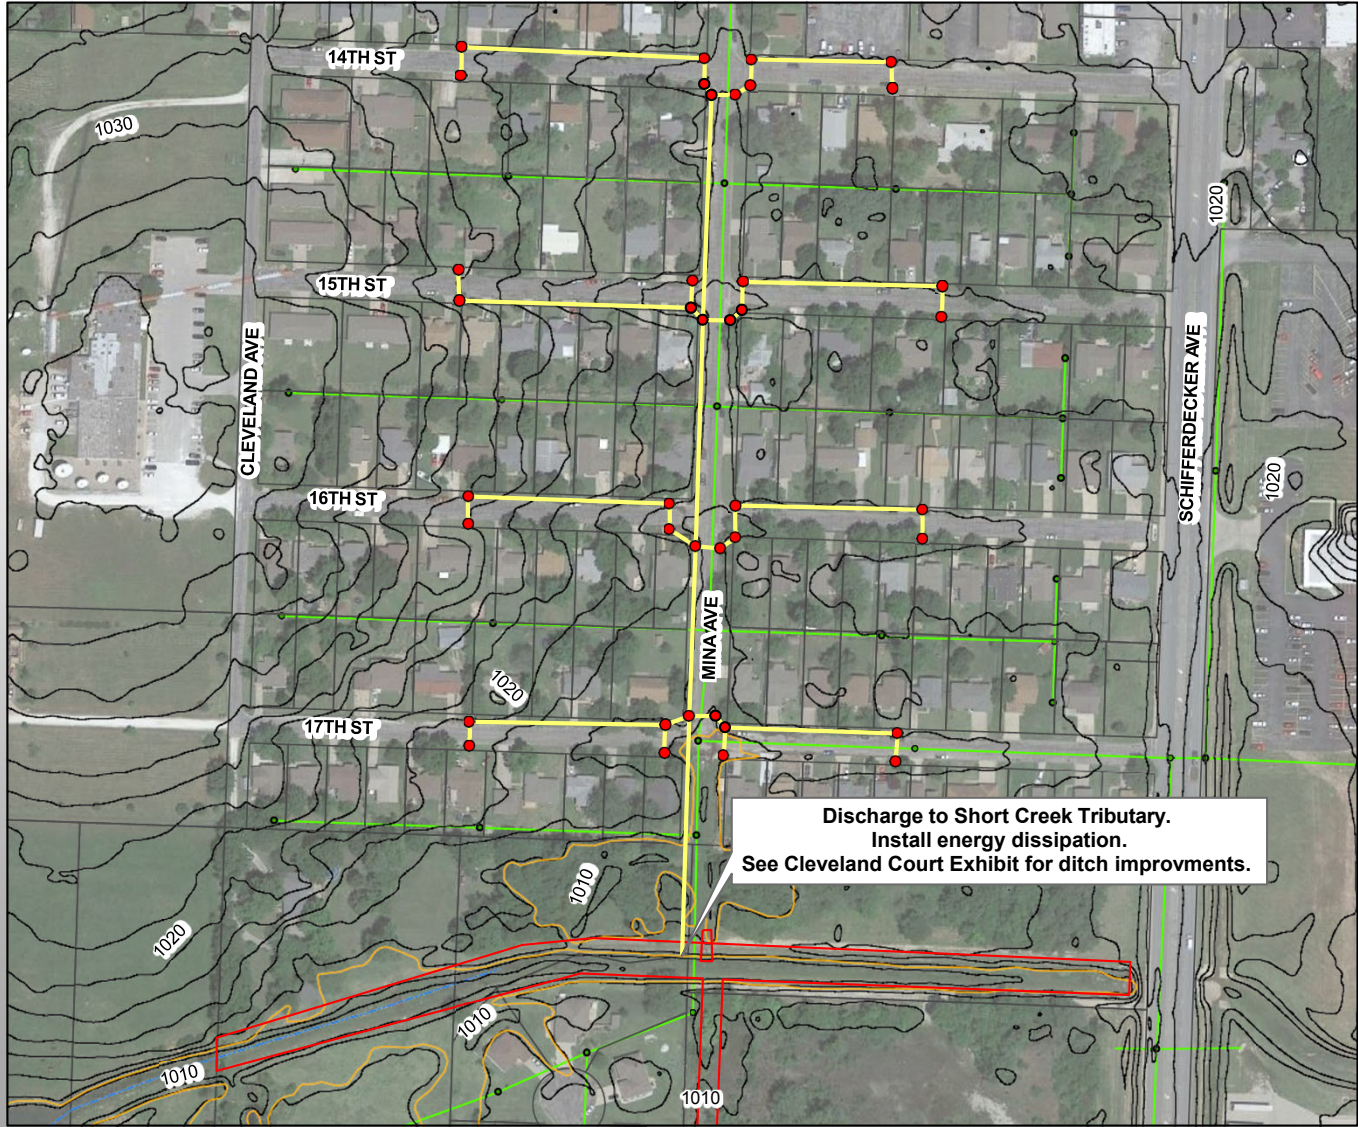 14TH ST
1030
1020
15TH ST
CLEVELAND AVE
SCHIFFERDECKER AVE
1020
16TH ST
MINA AVE
1020
17TH ST
Discharge to Short Creek Tributary.
Install energy dissipation.
See Cleveland Court Exhibit for ditch improvments.
1010
1020
1010
1010
1010